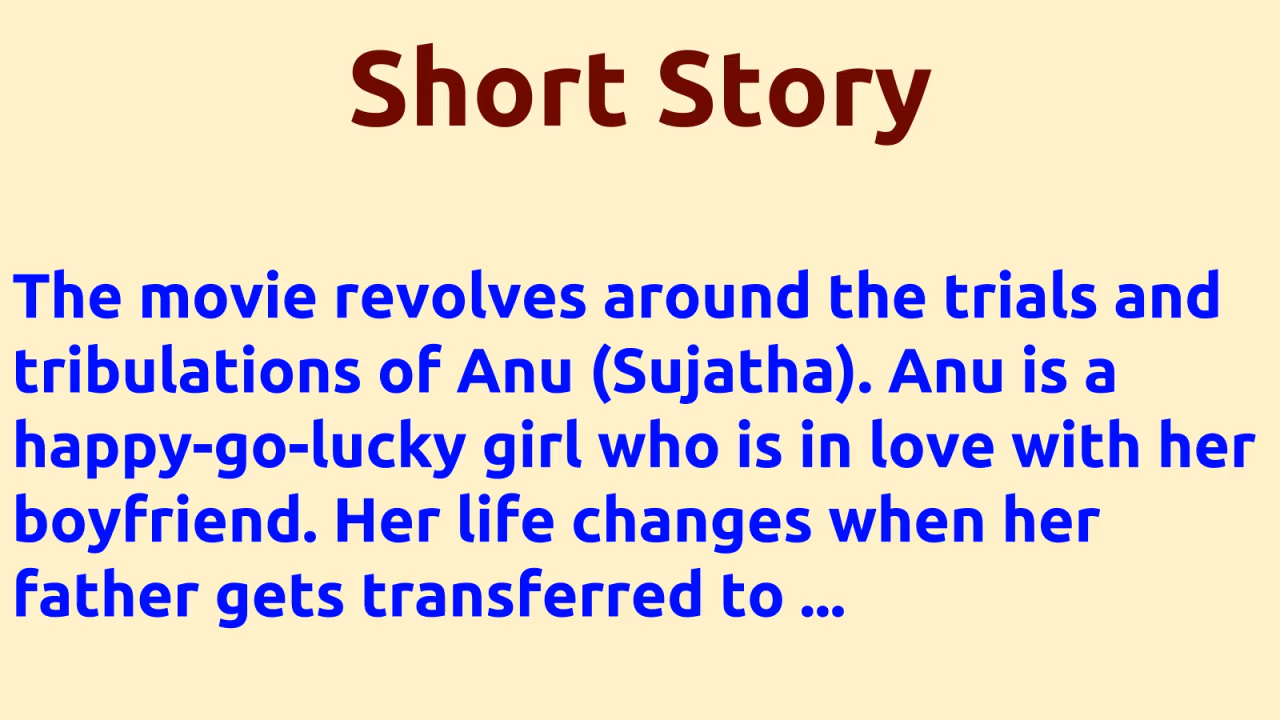 Short Story
The movie revolves around the trials and
tribulations of Anu (Sujatha). Anu is a
happy-go-lucky girl who is in love with her
boyfriend. Her life changes when her
father gets transferred to ...